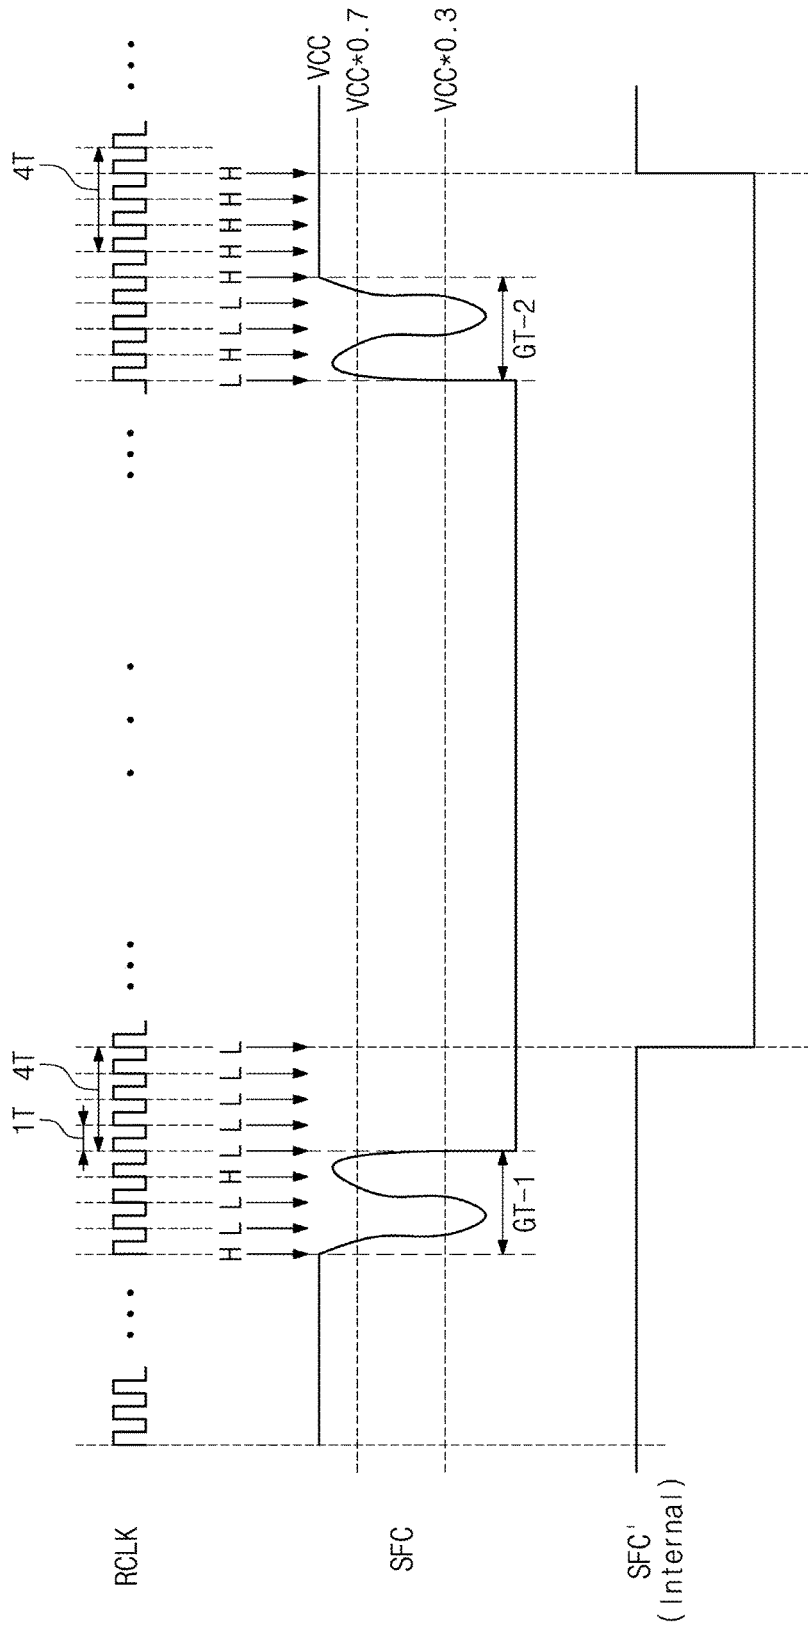 1T
4T
4T
RCLK
H
L
L
H
L
L
L
L
L
L
H
L
L
H
H
H
H
H
VCC
VCC*0.7
SFC
VCC*0.3
GT-1
GT-2
SFC'
(Internal)